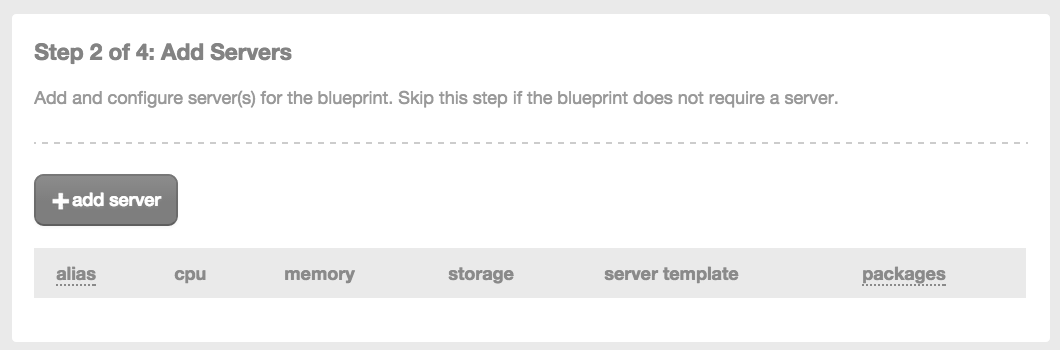 Step 2 of 4: Add Servers
Add and configure server(s) for the blueprint. Skip this step if the blueprint does not require a server.
+ add server
alias cpu memory storage server template packages